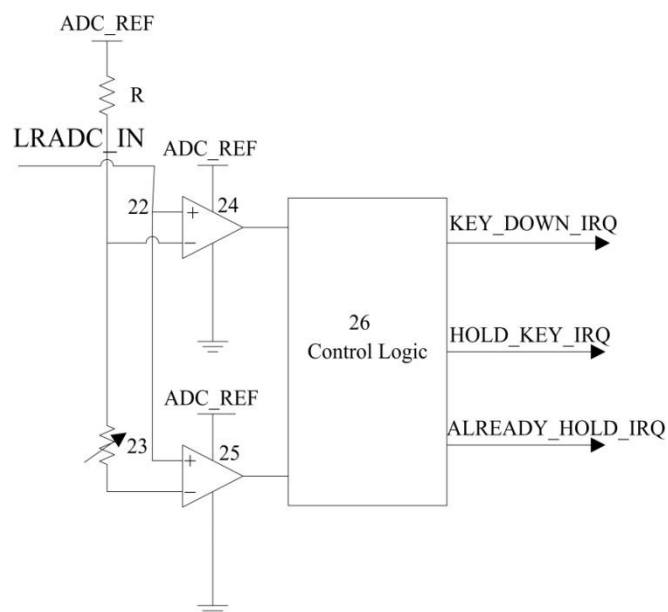 ADC_REF
R
LRADC_IN
ADC_REF
22
+
24
−
KEY_DOWN_IRQ
26
Control Logic
HOLD_KEY_IRQ
ADC_REF
ALREADY_HOLD_IRQ
23
+
25
−